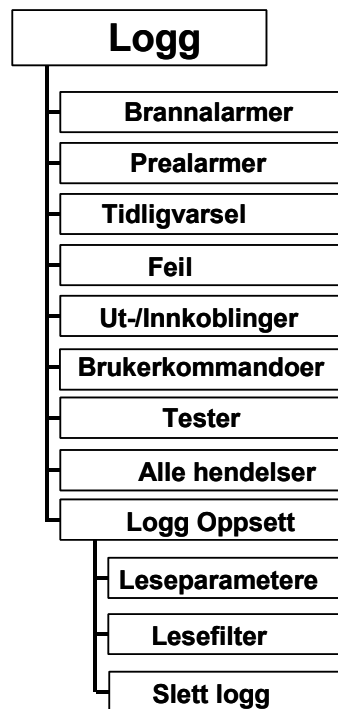 Logg
Brannalarmer
Prealarmer
Tidligvarsel
Feil
Ut-/Innkoblinger
Brukerkommandoer
Tester
Alle hendelser
Logg Oppsett
Leseparametere
Lesefilter
Slett logg